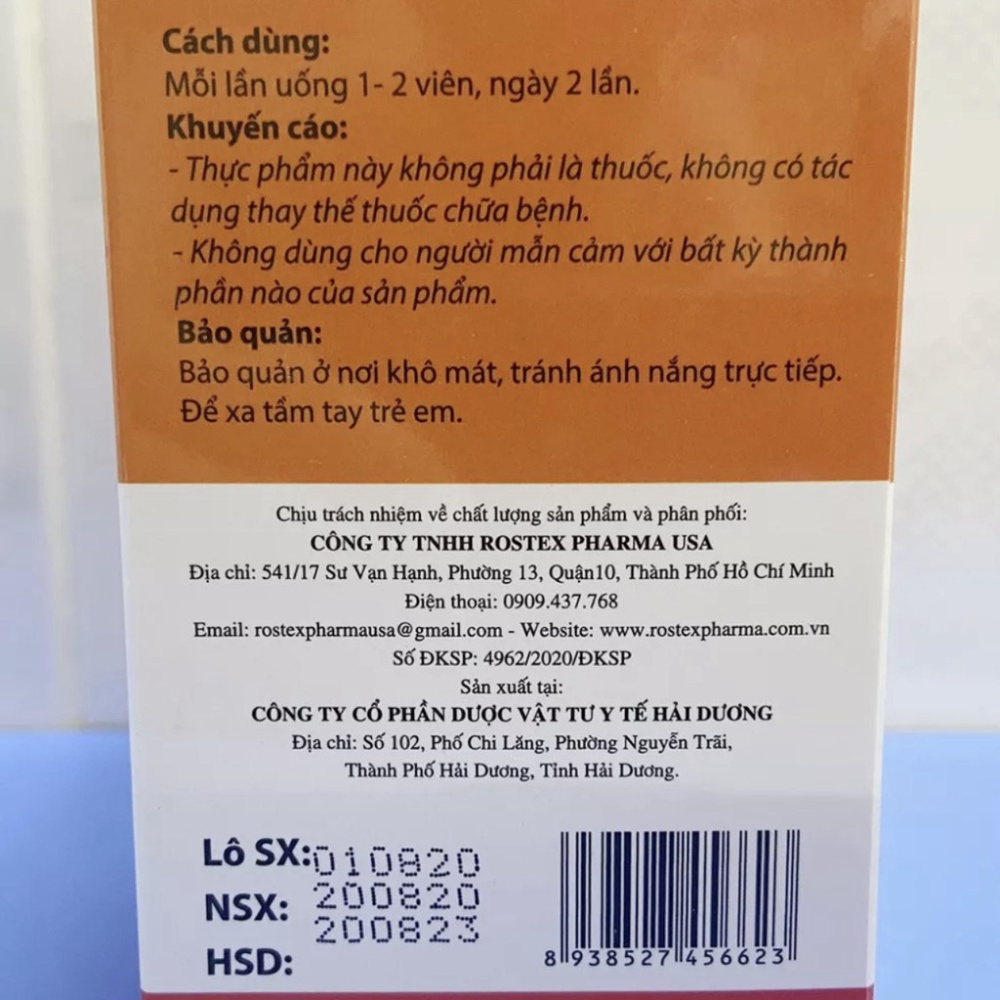 Cách dùng:
Mỗi lần uống 1- 2 viên, ngày 2 lần.
Khuyến cáo:
- Thực phẩm này không phải là thuốc, không có tác
dụng thay thế thuốc chữa bệnh.
- Không dùng cho người mẫn cảm với bất kỳ thành
phần nào của sản phẩm.
Bảo quản:
Bảo quản ở nơi khô mát, tránh ánh nắng trực tiếp.
Để xa tầm tay trẻ em.
Chịu trách nhiệm về chất lượng sản phẩm và phân phối:
CÔNG TY TNHH ROSTEX PHARMA USA
Địa chỉ: 541/17 Sư Vạn Hạnh, Phường 13, Quận10, Thành Phố Hồ Chí Minh
Điện thoại: 0909.437.768
Email: rostexpharmausa@gmail.com - Website: www.rostexpharma.com.vn
Số ĐKSP: 4962/2020/ĐKSP
Sản xuất tại:
CÔNG TY CỔ PHẦN DƯỢC VẬT TƯ Y TẾ HẢI DƯƠNG
Địa chỉ: Số 102, Phố Chi Lăng, Phường Nguyễn Trãi,
Thành Phố Hải Dương, Tỉnh Hải Dương.
Lô SX: 010820
NSX: 200820
HSD: 200823
8 938527 456623